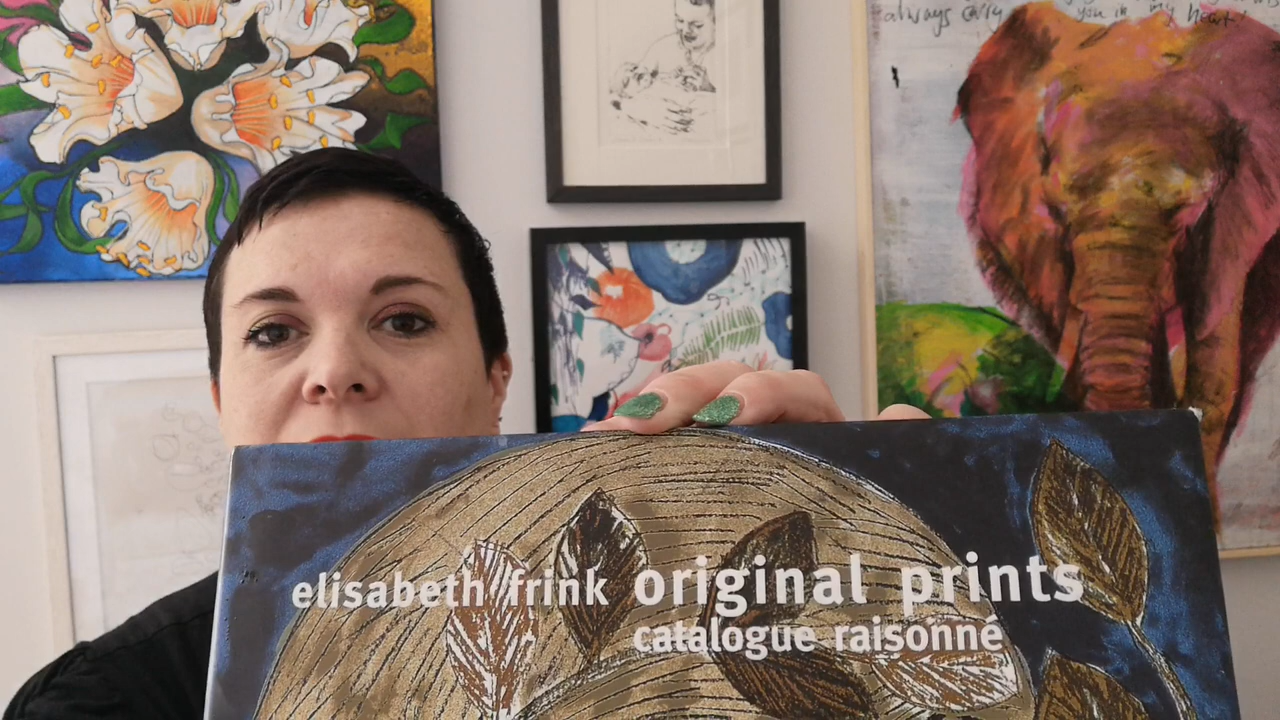 always carry you in my heart!
elisabeth frink original prints
catalogue raisonné